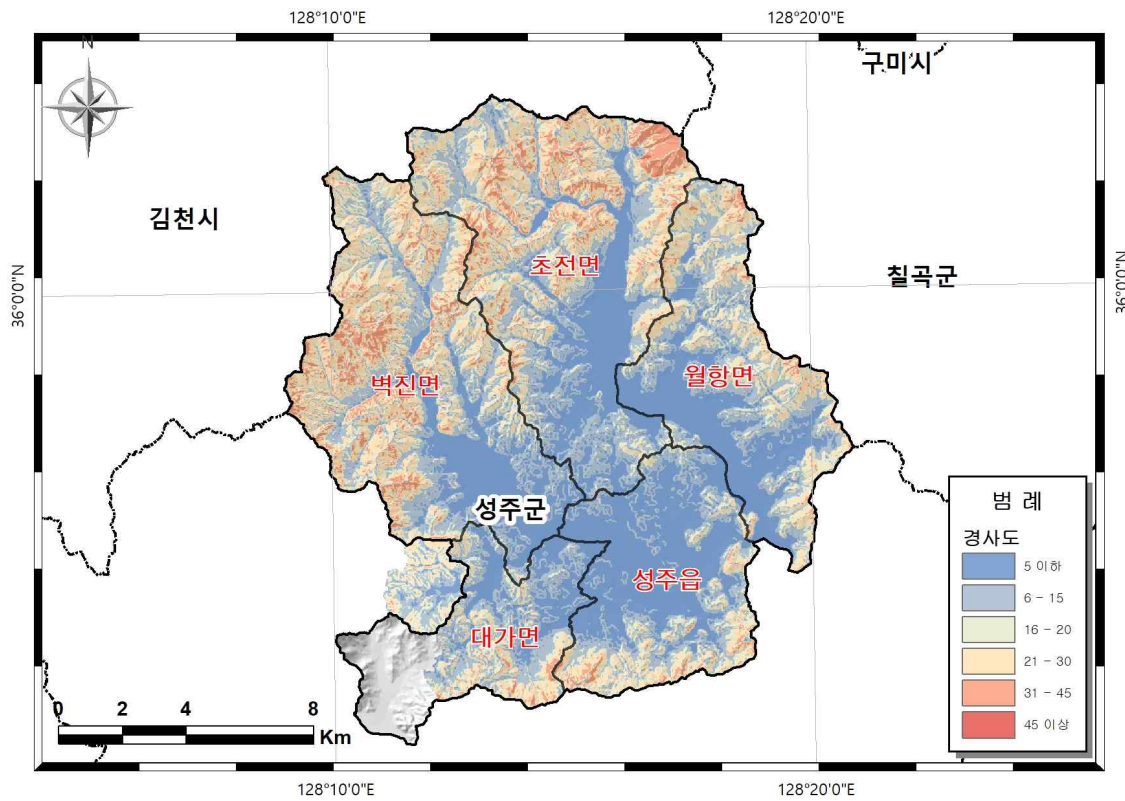 128°10'0"E
128°20'0"E
N
구미시
김천시
초전면
칠곡군
36°0'0"N
36°0'0"N
벽진면
월항면
성주군
성주읍
대가면
범 례
경사도
5 이하
6 - 15
16 - 20
21 - 30
31 - 45
45 이상
0 2 4 8
Km
128°10'0"E
128°20'0"E